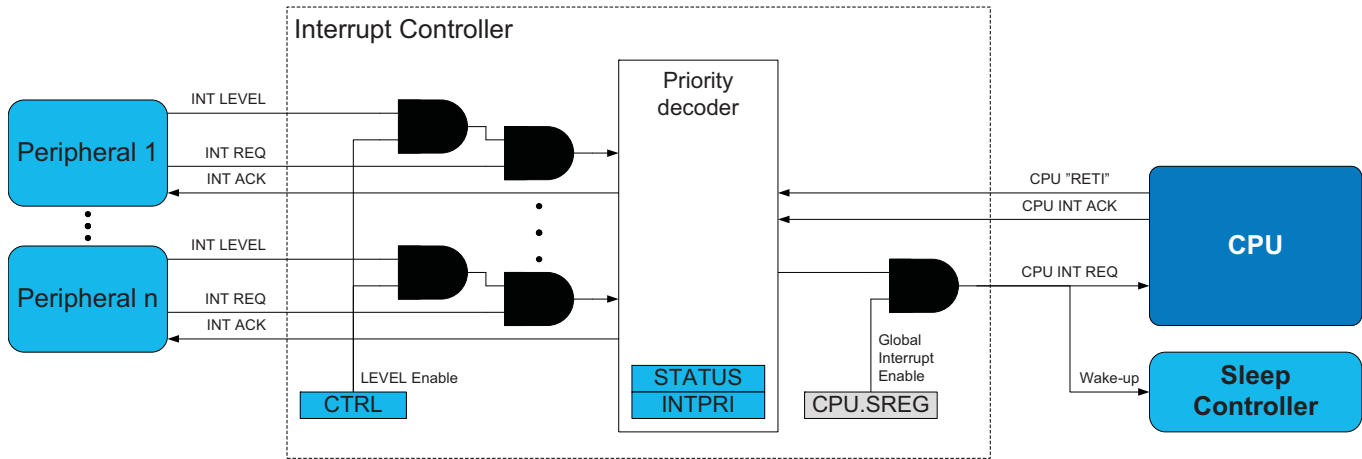 Interrupt Controller
Priority
decoder
INT LEVEL
Peripheral 1
INT REQ
INT ACK
CPU ”RETI”
CPU INT ACK
INT LEVEL
CPU
Peripheral n
INT REQ
INT ACK
CPU INT REQ
Global
Interrupt
Enable
LEVEL Enable
STATUS
INTPRI
CTRL
CPU.SREG
Wake-up
Sleep
Controller